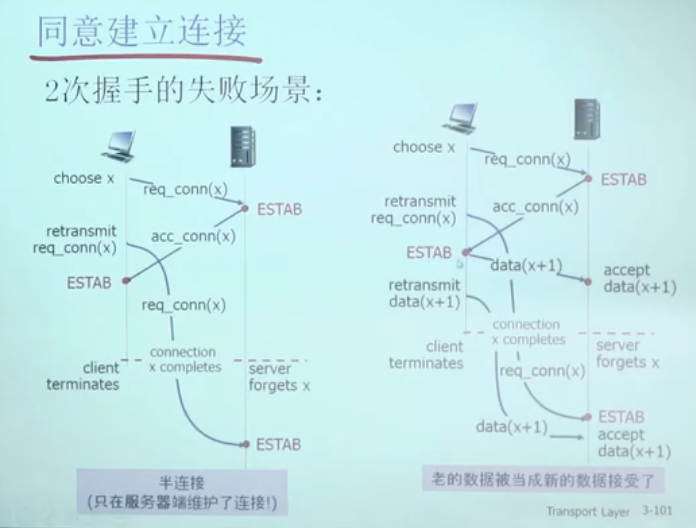 同意建立连接
2次握手的失败场景：
choose x
req_conn(x)
ESTAB
retransmit
req_conn(x)
acc_conn(x)
ESTAB
req_conn(x)
connection
x completes
client
terminates
server
forgets x
ESTAB
半连接
(只在服务器端维护了连接!)
choose x
req_conn(x)
ESTAB
retransmit
req_conn(x)
acc_conn(x)
ESTAB
data(x+1)
accept
data(x+1)
retransmit
data(x+1)
connection
x completes
client
terminates
server
forgets x
req_conn(x)
ESTAB
data(x+1)
accept
data(x+1)
老的数据被当成新的数据接受了
Transport Layer 3-101